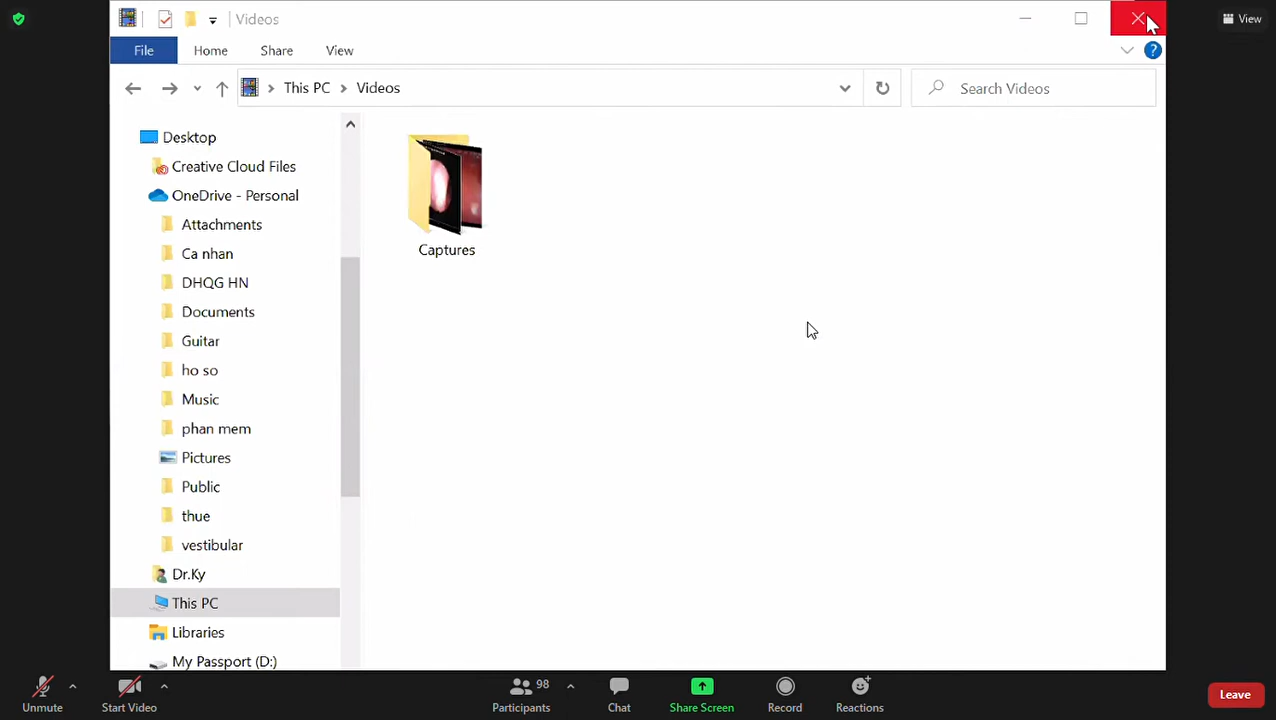 Videos
View
File Home Share View
This PC Videos
Search Videos
Desktop
Creative Cloud Files
OneDrive - Personal
Attachments
Ca nhan
DHQG HN
Documents
Guitar
ho so
Music
phan mem
Pictures
Public
thue
vestibular
Dr.Ky
This PC
Libraries
My Passport (D:)
Captures
Unmute
Start Video
98
Participants
Chat
Share Screen
Record
Reactions
Leave